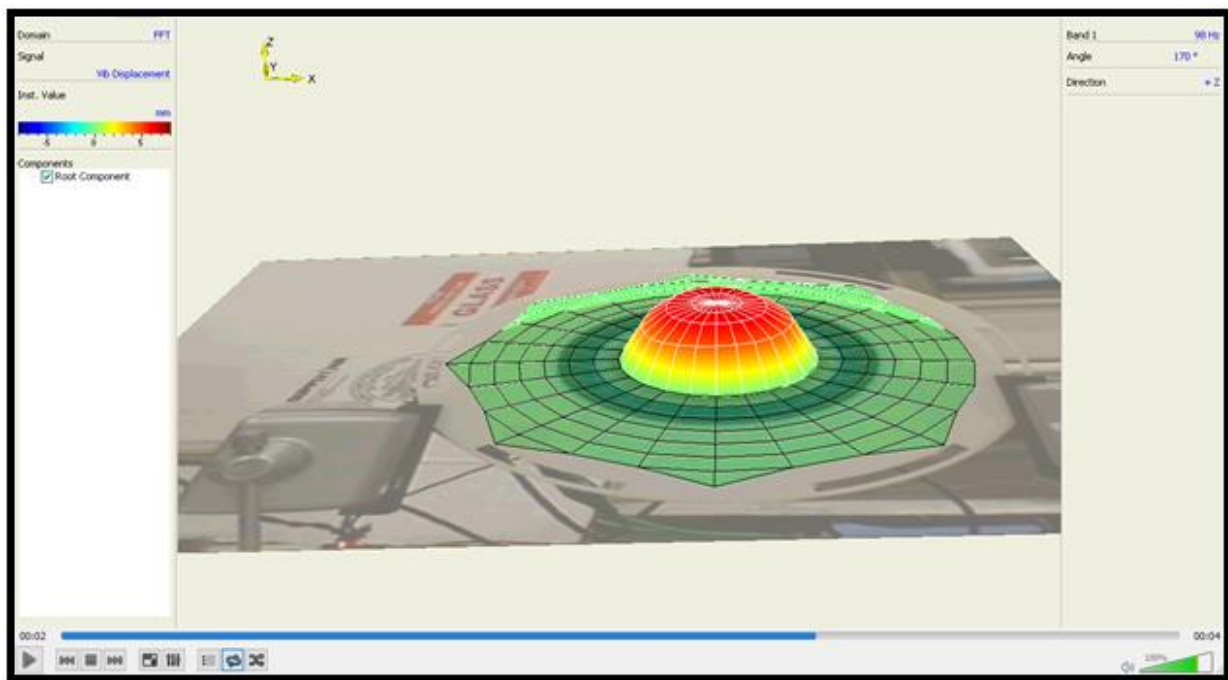 Domain FFT
Signal
Vib Displacement
Inst. Value
mm
-5 0 5
Components
Root Component
Z
Y
X
Band 1 98 Hz
Angle 170 °
Direction + Z
GLASS
00:02 00:04
100%